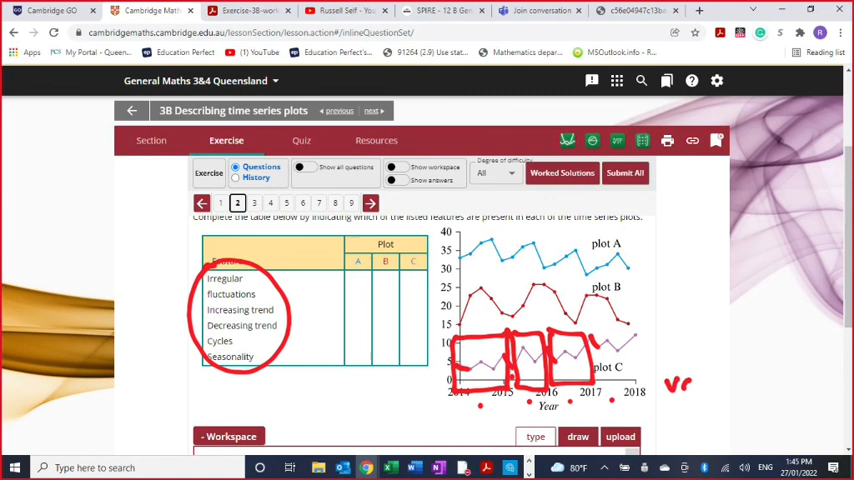 Cambridge GO
Cambridge Math
Exercise-3B-work
Russell Self - You
SPIRE - 12 B Gen
Join conversation
c56e04947c13ba
cambridgemaths.cambridge.edu.au/lessonSection/lesson.action#/inlineQuestionSet/
Apps
My Portal - Queen...
Education Perfect
(1) YouTube
Education Perfect's...
91264 (2.9) Use stat...
Mathematics depar...
MSOutlook.info - R...
Reading list
General Maths 3&4 Queensland
3B Describing time series plots
previous
next
Section
Exercise
Quiz
Resources
Exercise
Questions
History
Show all questions
Show workspace
Show answers
Degree of difficulty
All
Worked Solutions
Submit All
1 2 3 4 5 6 7 8 9
Complete the table below by indicating which of the listed features are present in each of the time series plots.
Plot
A B C
Irregular
fluctuations
Increasing trend
Decreasing trend
Cycles
Seasonality
40
35
30
25
20
15
10
5
0
plot A
plot B
plot C
2014 2015 2016 2017 2018
Year
- Workspace
type
draw
upload
Type here to search
80°F
ENG
1:45 PM
27/01/2022